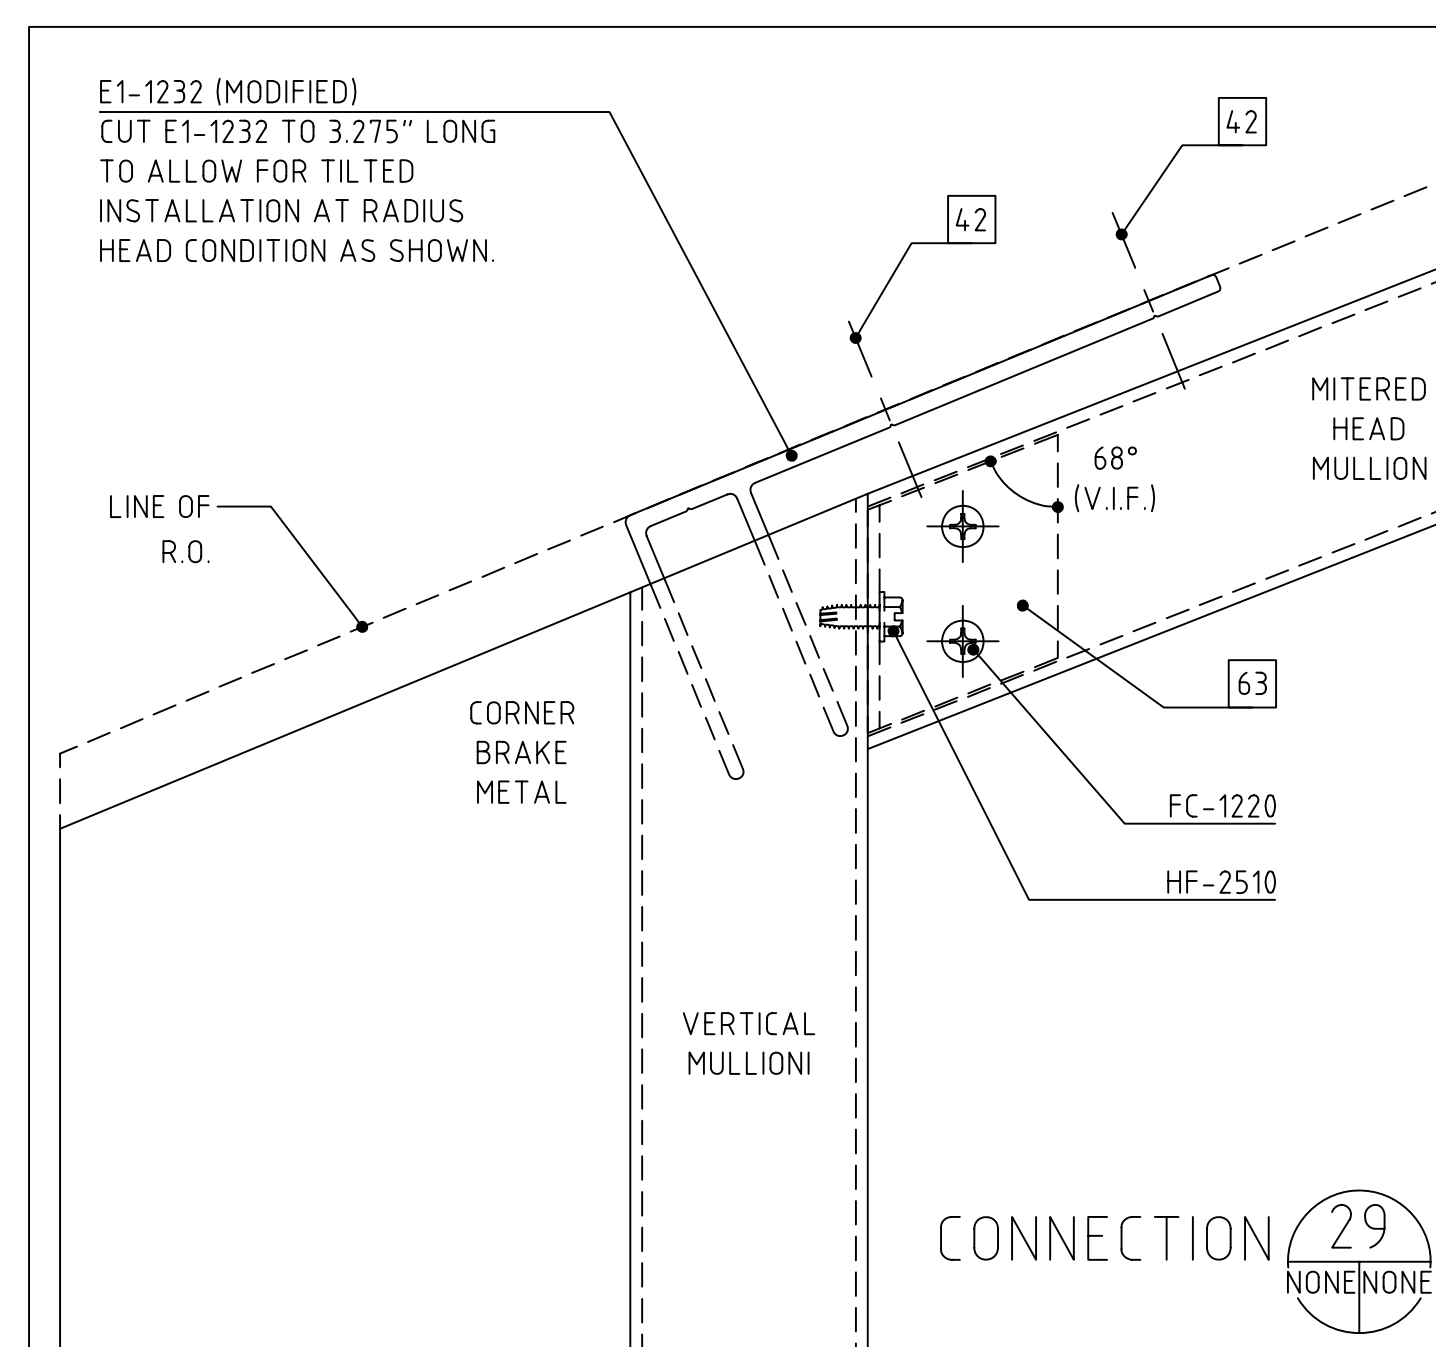 E1-1232 (MODIFIED)
CUT E1-1232 TO 3.275" LONG
TO ALLOW FOR TILTED
INSTALLATION AT RADIUS
HEAD CONDITION AS SHOWN.
42
42
MITERED
HEAD
MULLION
68°
(V.I.F.)
LINE OF
R.O.
63
CORNER
BRAKE
METAL
FC-1220
HF-2510
VERTICAL
MULLIONI
CONNECTION
29
NONE NONE